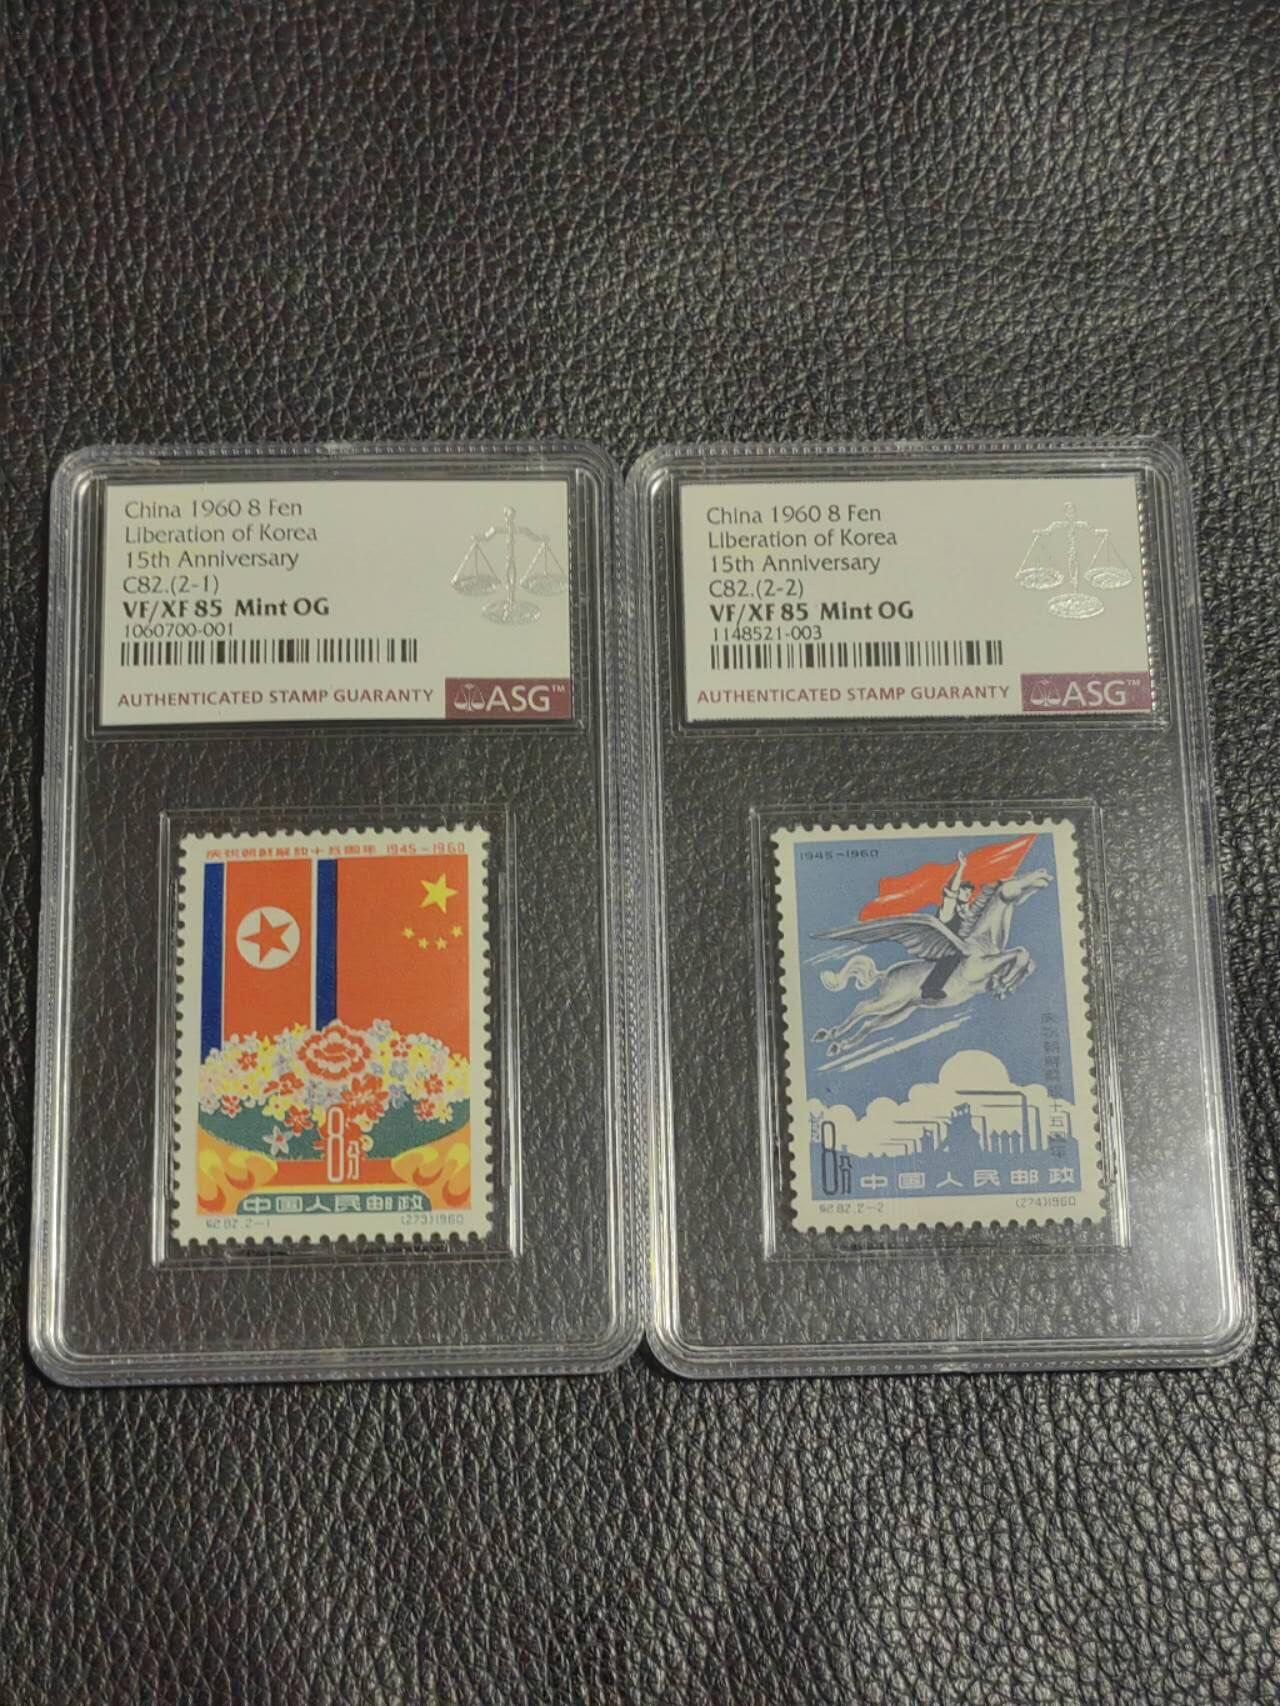 China 1960 8 Fen
Liberation of Korea
15th Anniversary
C82.(2-1)
VF/XF 85 Mint OG
1060700-001
AUTHENTICATED STAMP GUARANTY
ASG™
庆祝朝鲜解放十五周年 1945-1960
8分
中国人民邮政
纪82.2-1
(273)1960
China 1960 8 Fen
Liberation of Korea
15th Anniversary
C82.(2-2)
VF/XF 85 Mint OG
1148521-003
AUTHENTICATED STAMP GUARANTY
ASG™
1945-1960
庆祝朝鲜解放十五周年
8分
中国人民邮政
纪82.2-2
(274)1960